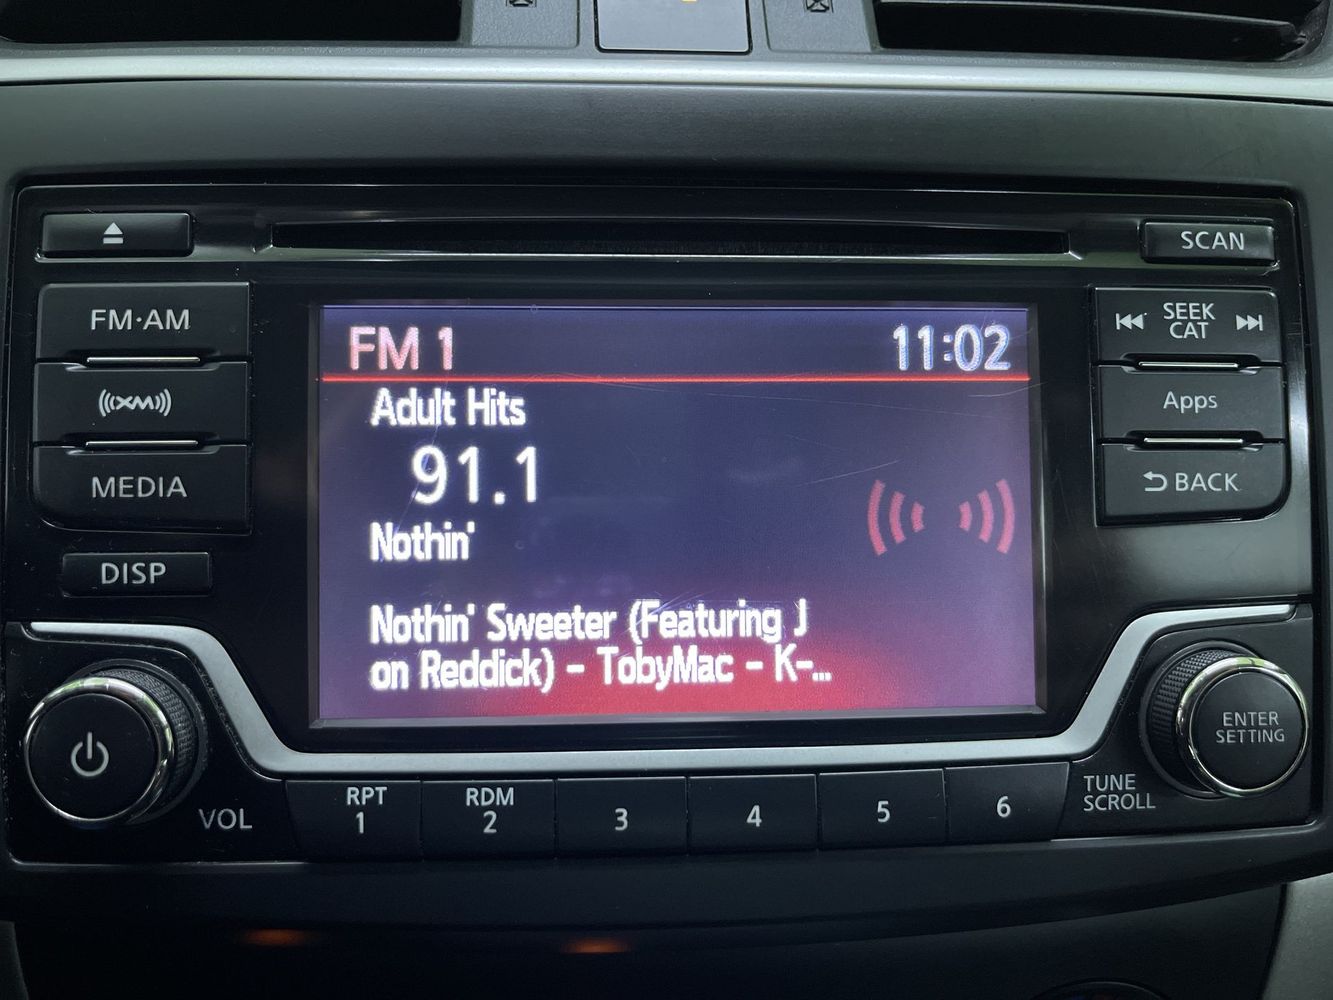 SCAN
FM·AM
SEEK
CAT
FM 1
11:02
Adult Hits
XM
Apps
91.1
MEDIA
BACK
Nothin'
DISP
Nothin' Sweeter (Featuring J
on Reddick) - TobyMac - K-...
ENTER
SETTING
VOL
RPT
1
RDM
2
3
4
5
6
TUNE
SCROLL